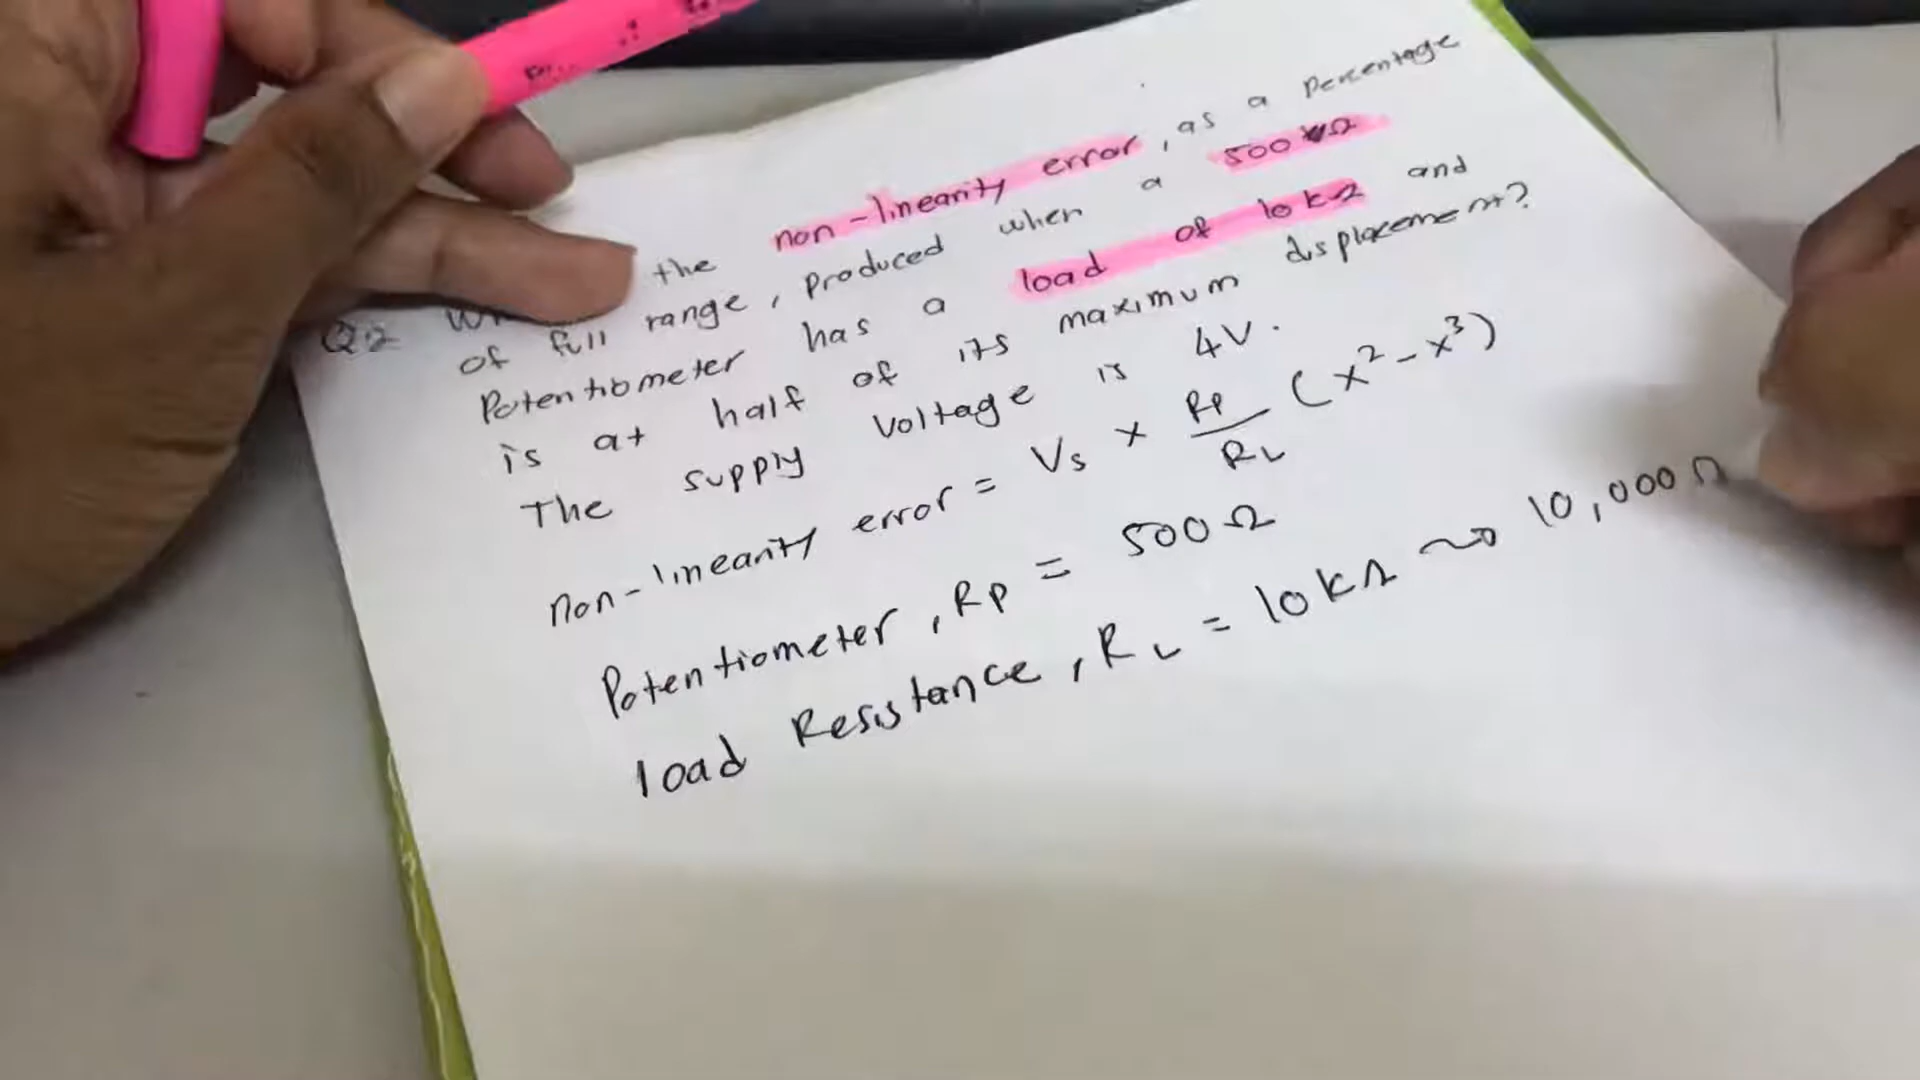 Q2 the non-linearity error, as a percentage
of full range, produced when a 500 Ω
Potentiometer has a load of 10 kΩ and
is at half of its maximum displacement?
The supply voltage is 4V.
non-linearity error = Vs × Rp/RL (x² - x³)
Potentiometer, Rp = 500 Ω
load Resistance, RL = 10 kΩ ~> 10,000 Ω